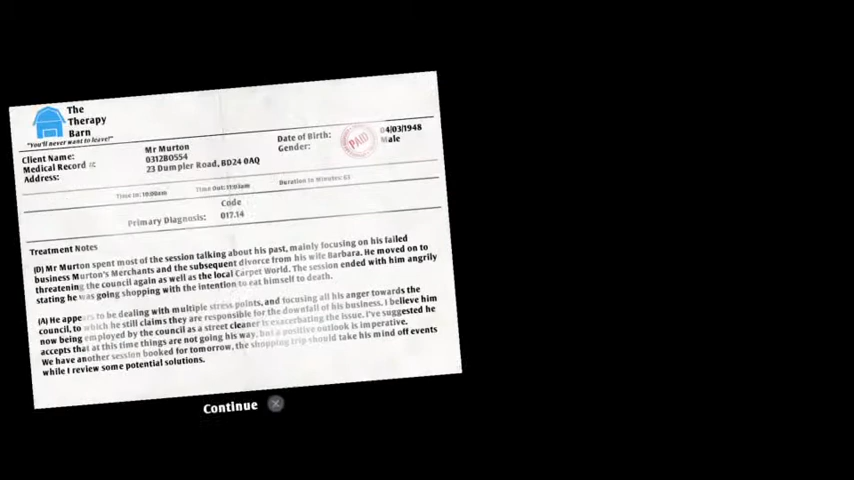 The
Therapy
Barn
"You'll never want to leave!"
Client Name: Mr Murton
Medical Record #: 0312B0554
Address: 23 Dumpler Road, BD24 0AQ
Date of Birth: 04/03/1948
Gender: Male
PAID
Time In: 10:00am Time Out: 11:03am Duration in Minutes: 63
Code
Primary Diagnosis: 017.14
Treatment Notes
(D) Mr Murton spent most of the session talking about his past, mainly focusing on his failed
business Murton's Merchants and the subsequent divorce from his wife Barbara. He moved on to
threatening the council again as well as the local Carpet World. The session ended with him angrily
stating he was going shopping with the intention to eat himself to death.
(A) He appears to be dealing with multiple stress points, and focusing all his anger towards the
council, to which he still claims they are responsible for the downfall of his business. I believe him
now being employed by the council as a street cleaner is exacerbating the issue. I've suggested he
accepts that at this time things are not going his way, but a positive outlook is imperative.
We have another session booked for tomorrow, the shopping trip should take his mind off events
while I review some potential solutions.
Continue